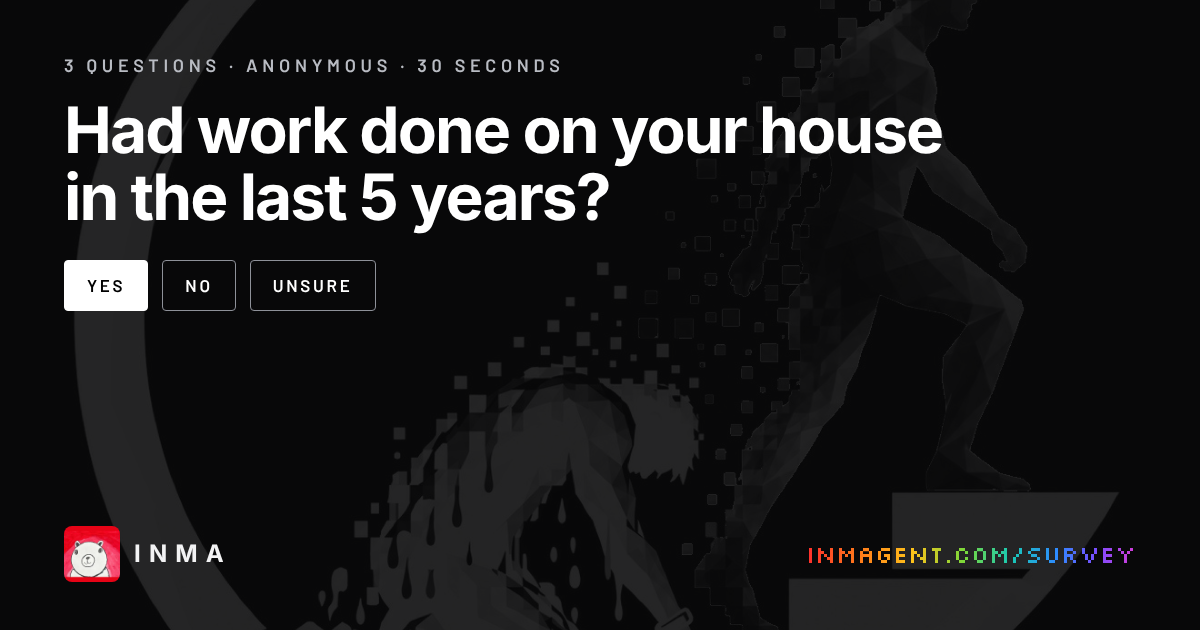 3 QUESTIONS · ANONYMOUS · 30 SECONDS
Had work done on your house
in the last 5 years?
YES NO UNSURE
INMA
INMAGENT.COM/SURVEY